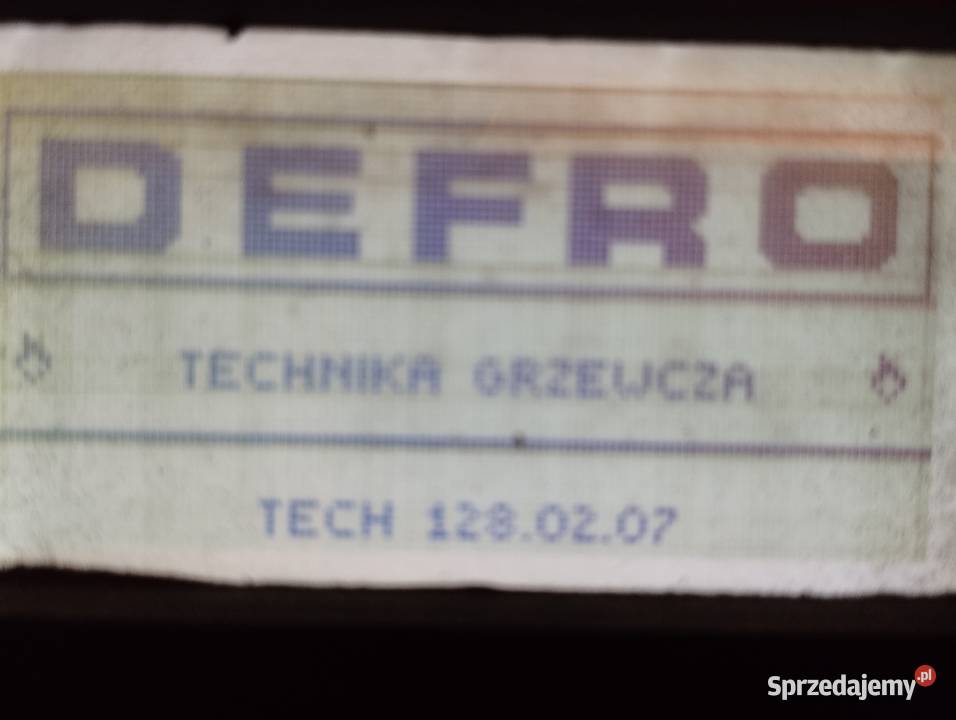 DEFRO
TECHNIKA GRZEWCZA
TECH 128.02.07
Sprzedajemy.pl